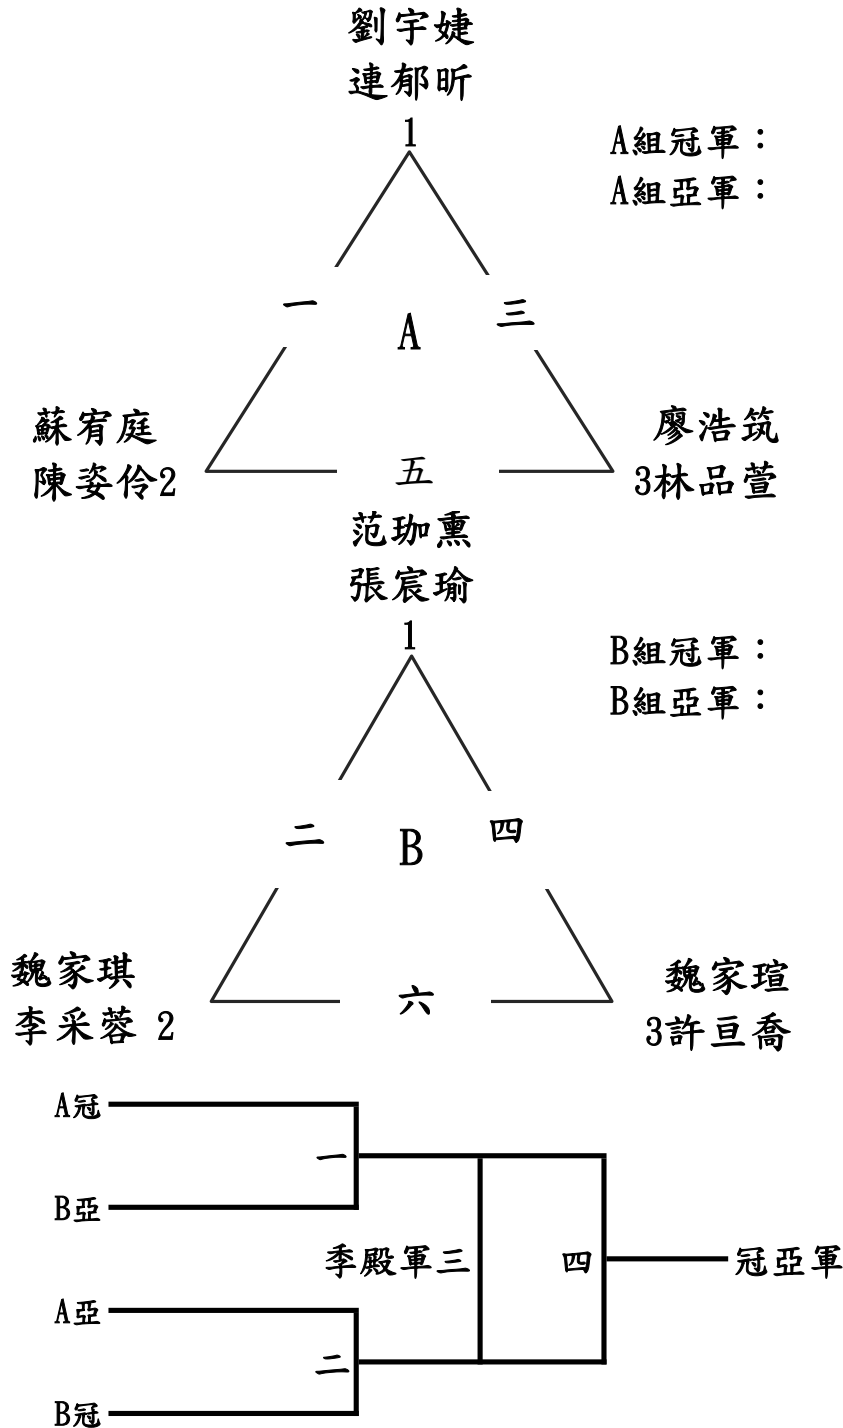 劉宇婕
連郁昕
1
A組冠軍：
A組亞軍：
一
三
A
蘇宥庭
陳姿伶2
廖浩筑
3林品萱
五
范珈熏
張宸瑜
1
B組冠軍：
B組亞軍：
二
B
四
魏家琪
李采蓉 2
魏家瑄
3許亘喬
六
A冠
一
B亞
季殿軍三
四
冠亞軍
A亞
二
B冠